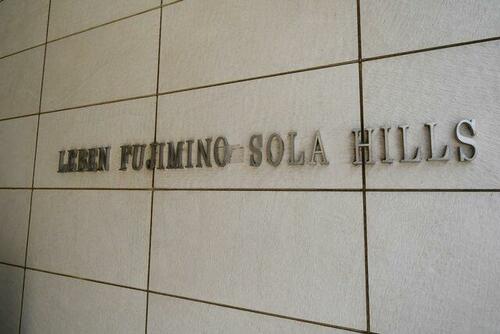 LEBEN FUJIMINO SOLA HILLS